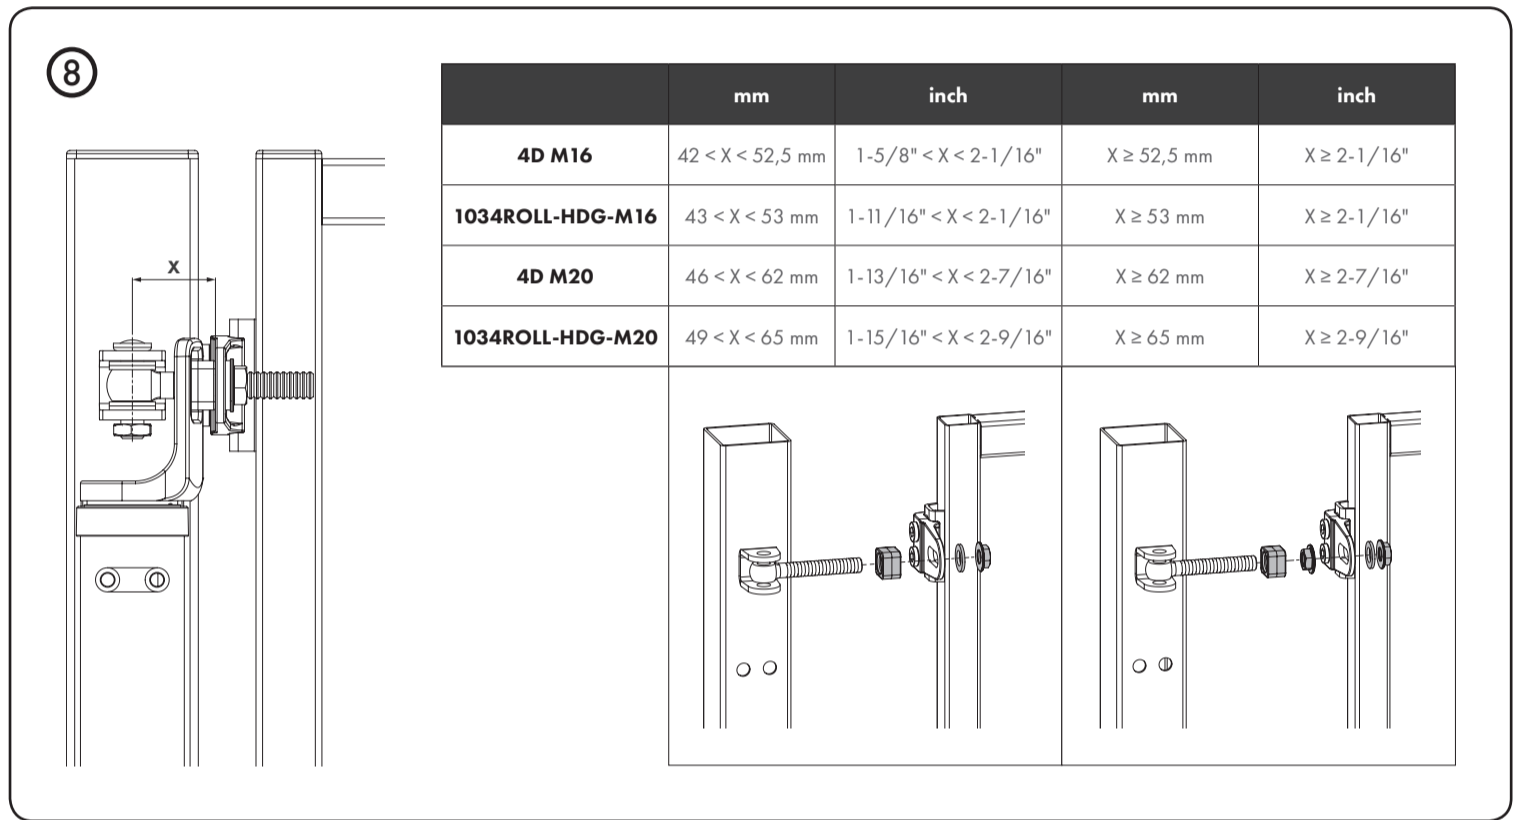 8
mm inch mm inch
4D M16 42 < X < 52,5 mm 1-5/8" < X < 2-1/16" X ≥ 52,5 mm X ≥ 2-1/16"
1034ROLL-HDG-M16 43 < X < 53 mm 1-11/16" < X < 2-1/16" X ≥ 53 mm X ≥ 2-1/16"
4D M20 46 < X < 62 mm 1-13/16" < X < 2-7/16" X ≥ 62 mm X ≥ 2-7/16"
1034ROLL-HDG-M20 49 < X < 65 mm 1-15/16" < X < 2-9/16" X ≥ 65 mm X ≥ 2-9/16"
X